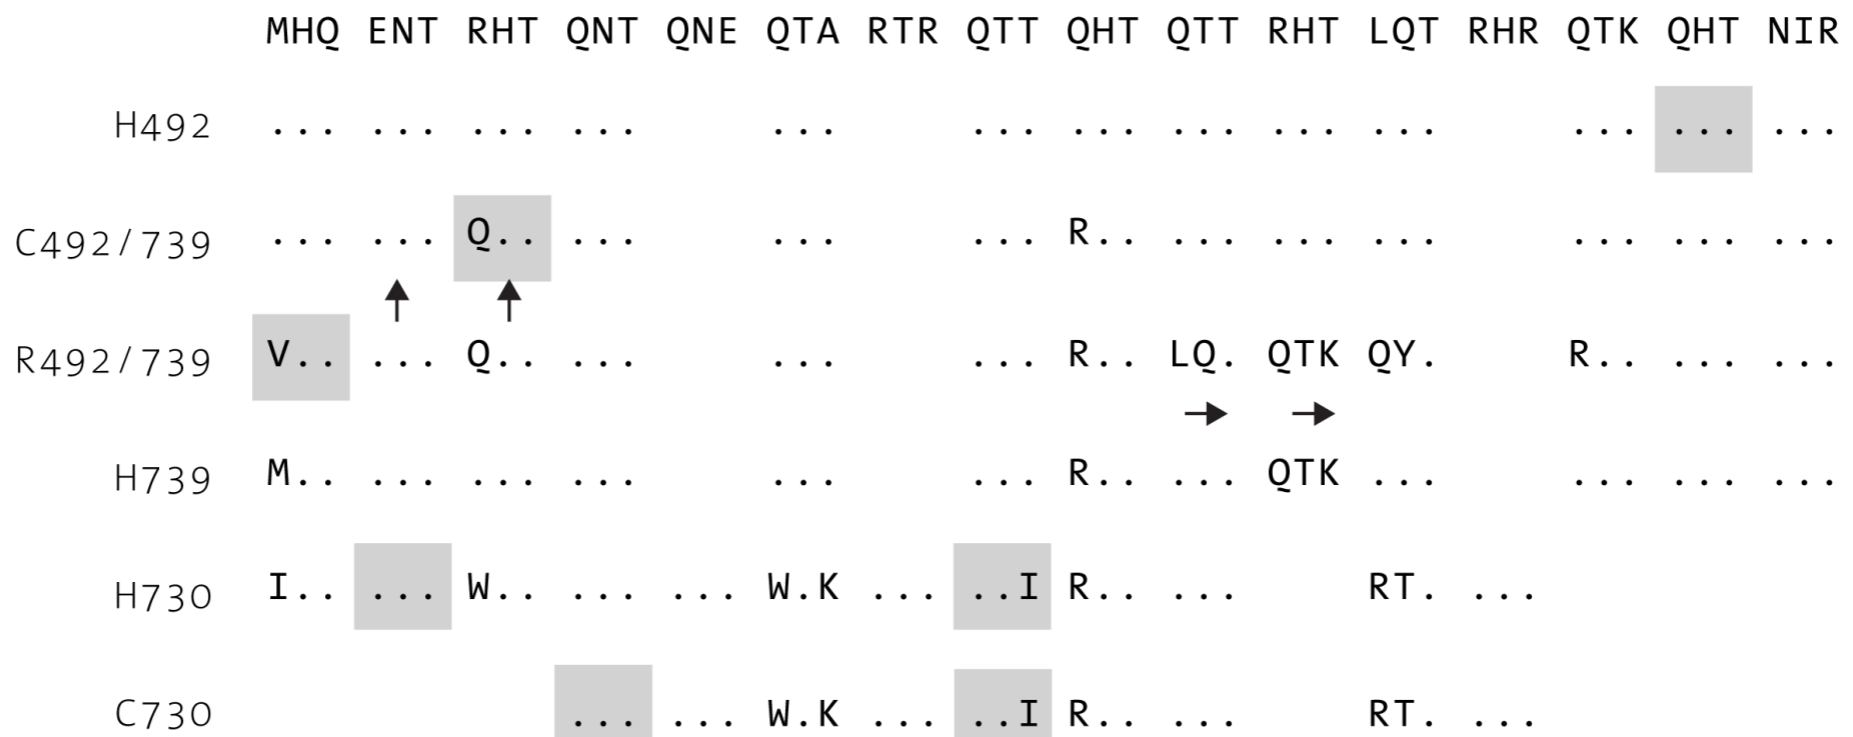 MHQ ENT RHT QNT QNE QTA RTR QTT QHT QTT RHT LQT RHR QTK QHT NIR
H492 ... ... ... ... ... ... ... ... ... ... ... ... ...
C492/739 ... ... Q.. ... ... ... R.. ... ... ... ... ... ...
R492/739 V.. ... Q.. ... ... ... R.. LQ. QTK QY. R.. ... ...
H739 M.. ... ... ... ... ... R.. ... QTK ... ... ... ...
H730 I.. ... W.. ... ... W.K ... ..I R.. ... RT. ...
C730 ... ... W.K ... ..I R.. ... RT. ...